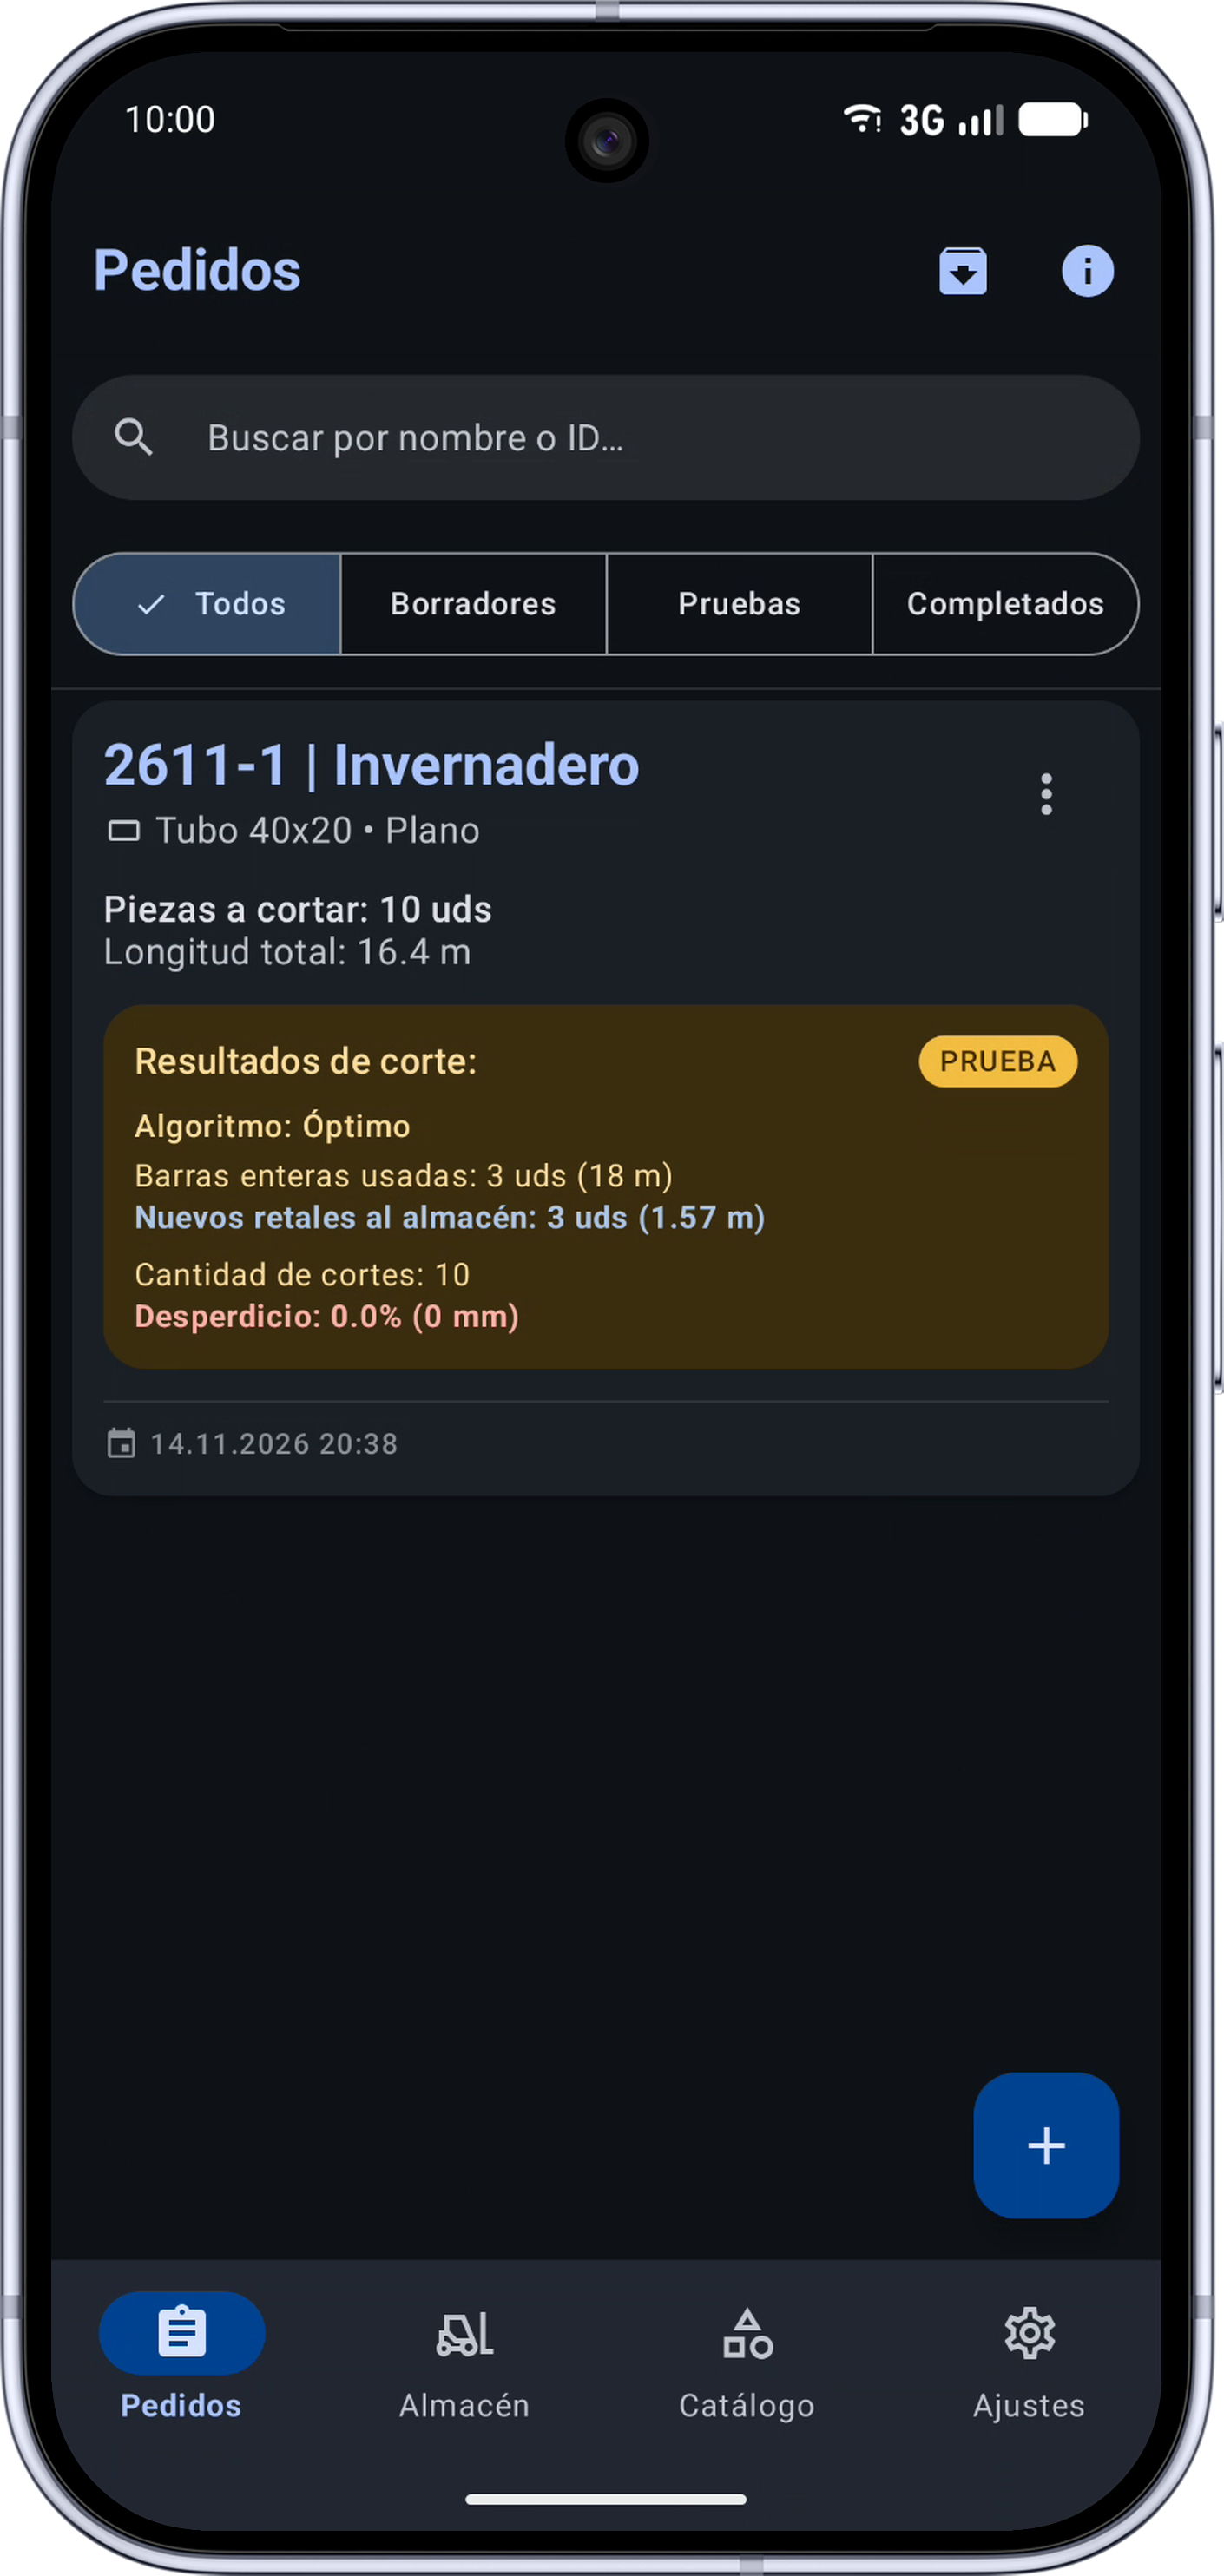 10:00
3G
Pedidos
Buscar por nombre o ID...
Todos
Borradores
Pruebas
Completados
2611-1 | Invernadero
Tubo 40x20 • Plano
Piezas a cortar: 10 uds
Longitud total: 16.4 m
Resultados de corte:
PRUEBA
Algoritmo: Óptimo
Barras enteras usadas: 3 uds (18 m)
Nuevos retales al almacén: 3 uds (1.57 m)
Cantidad de cortes: 10
Desperdicio: 0.0% (0 mm)
14.11.2026 20:38
Pedidos
Almacén
Catálogo
Ajustes